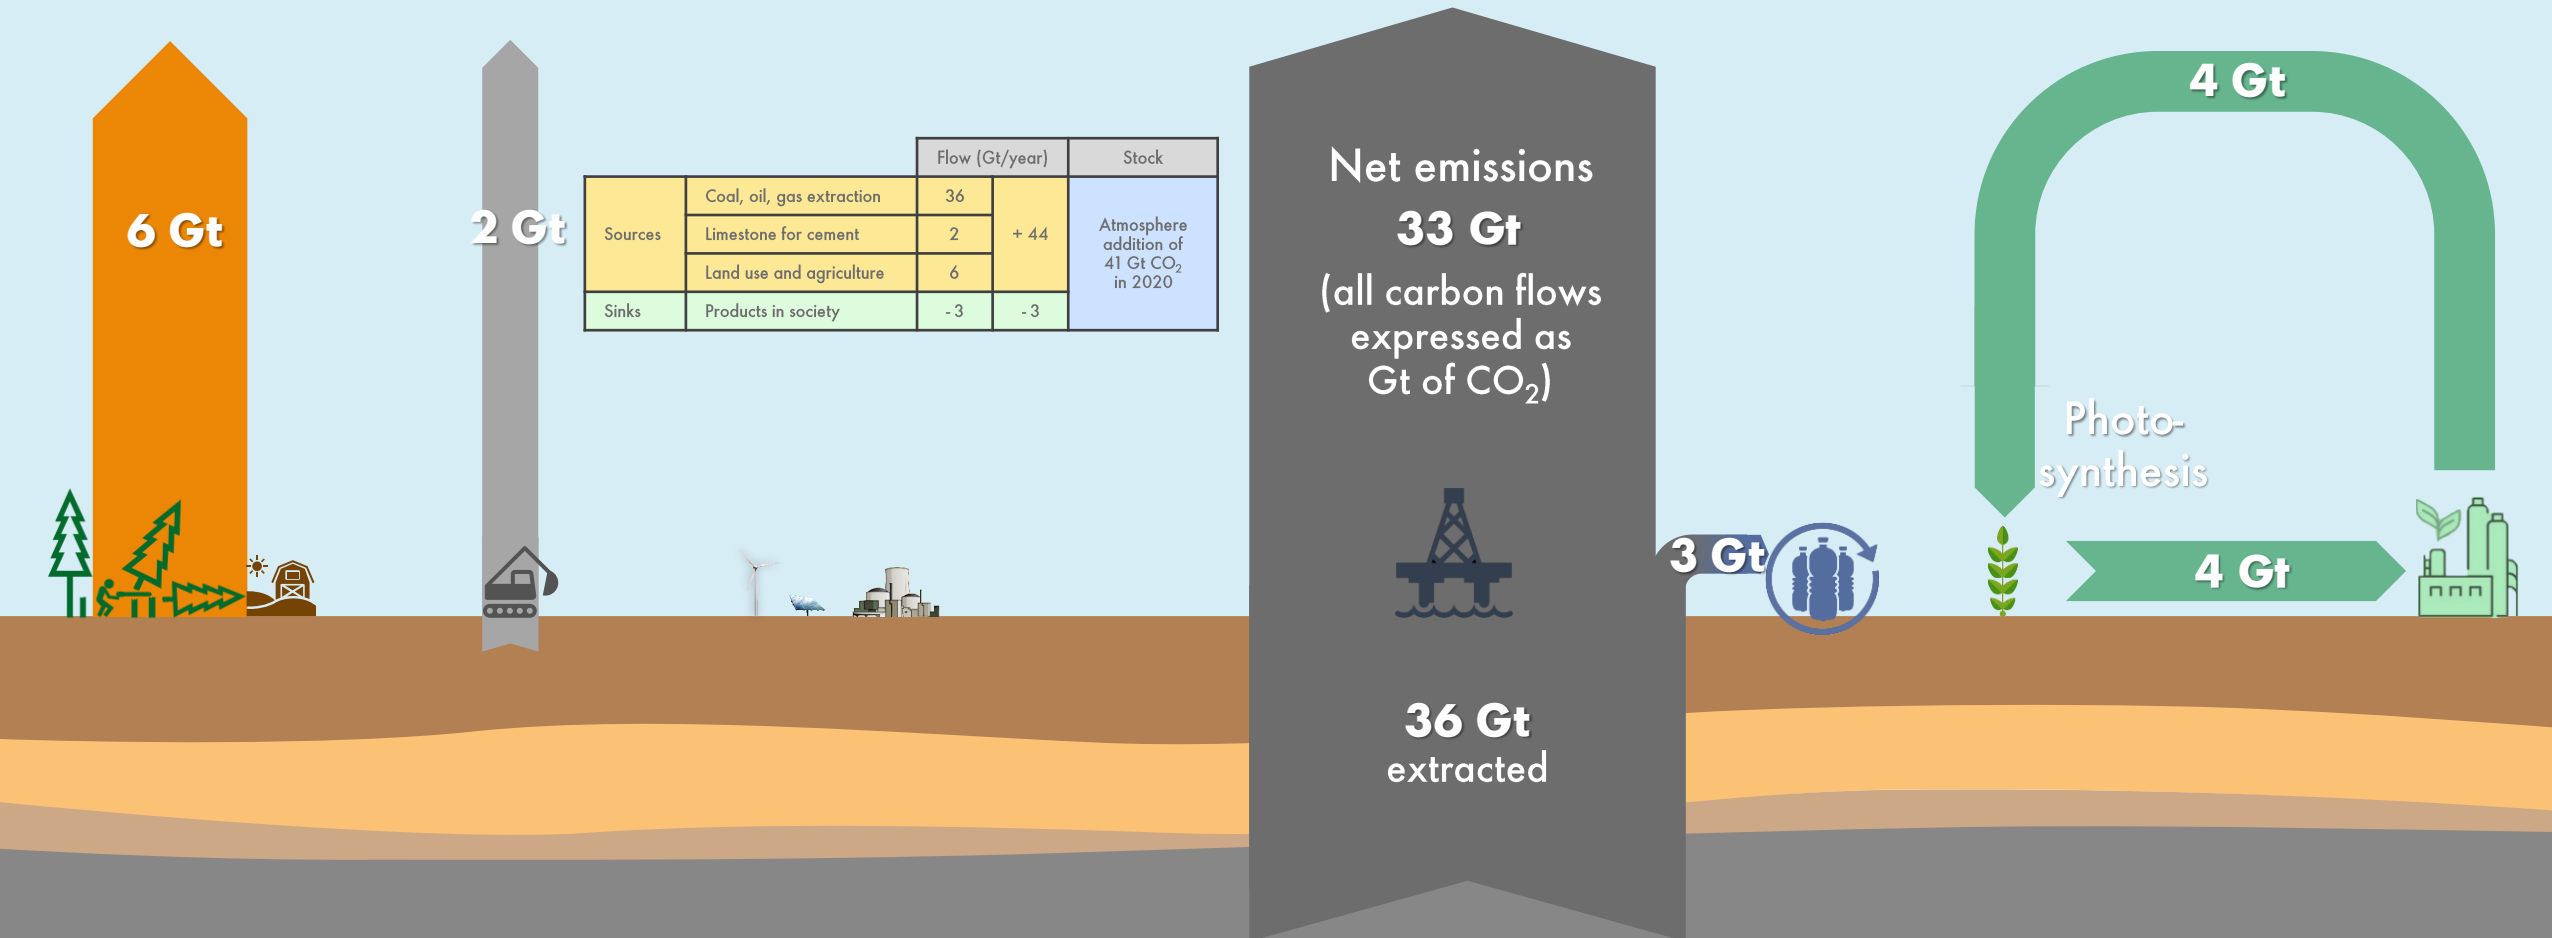 6 Gt
2 Gt
Flow (Gt/year) Stock
Sources Coal, oil, gas extraction 36 + 44 Atmosphere
addition of
41 Gt CO₂
in 2020
Limestone for cement 2
Land use and agriculture 6
Sinks Products in society - 3 - 3
Net emissions
33 Gt
(all carbon flows
expressed as
Gt of CO₂)
36 Gt
extracted
3 Gt
4 Gt
Photo-
synthesis
4 Gt